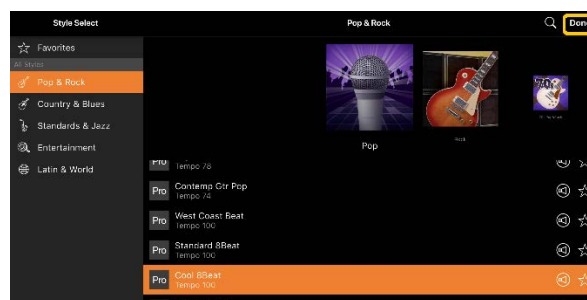 Style Select
Pop & Rock
Don
Favorites
All Styles
Pop & Rock
Country & Blues
Standards & Jazz
Entertainment
Latin & World
Pop
Rock
Pro
Tempo 78
Pro Contemp Gtr Pop
Tempo 74
Pro West Coast Beat
Tempo 100
Pro Standard 8Beat
Tempo 100
Pro Cool 8Beat
Tempo 100